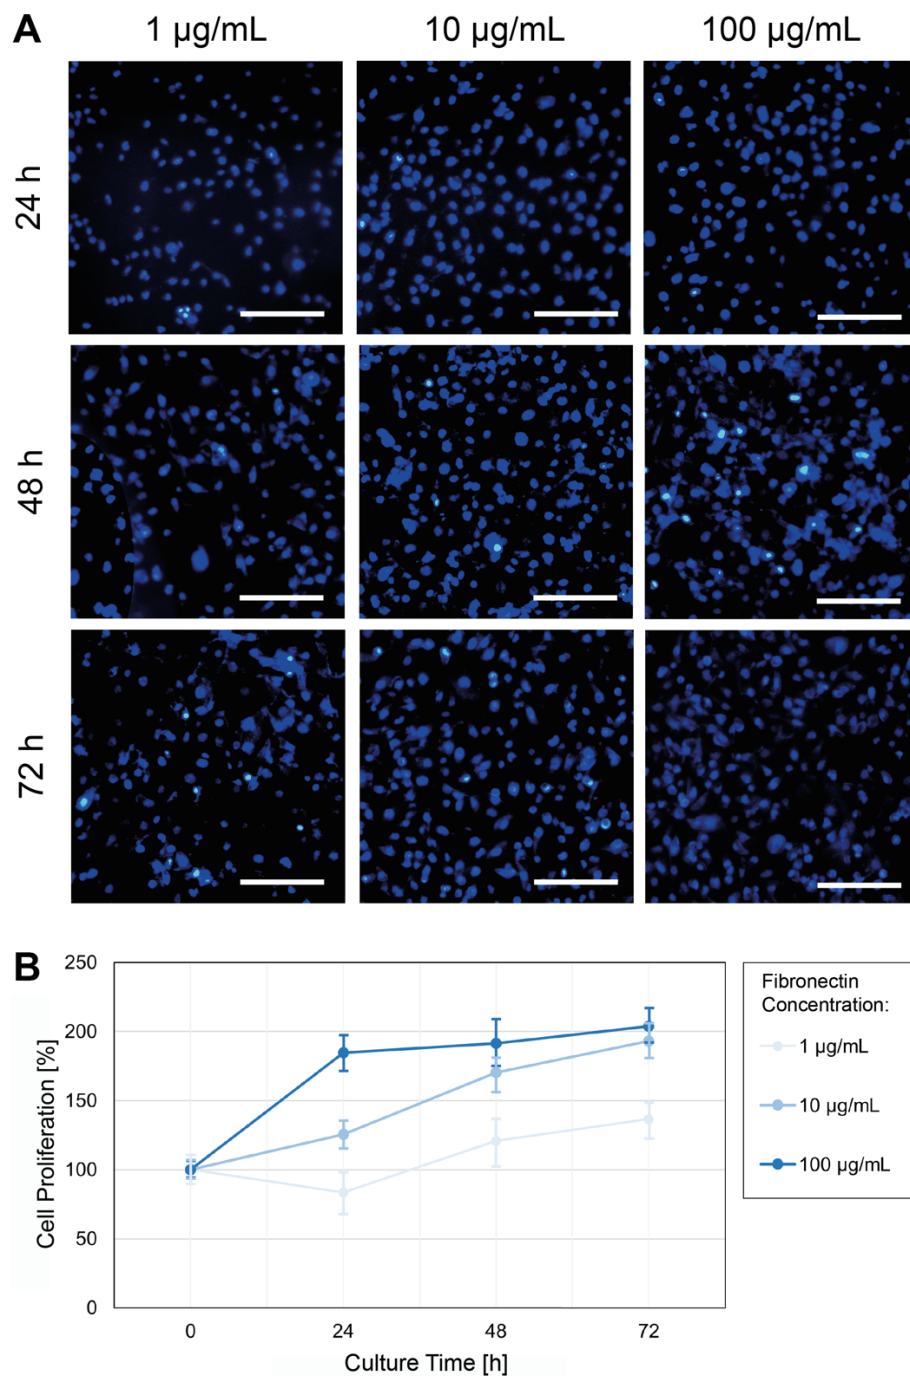 A
1 µg/mL
10 µg/mL
100 µg/mL
24 h
48 h
72 h
B
250
200
150
100
50
0
Cell Proliferation [%]
0
24
48
72
Culture Time [h]
Fibronectin
Concentration:
1 µg/mL
10 µg/mL
100 µg/mL